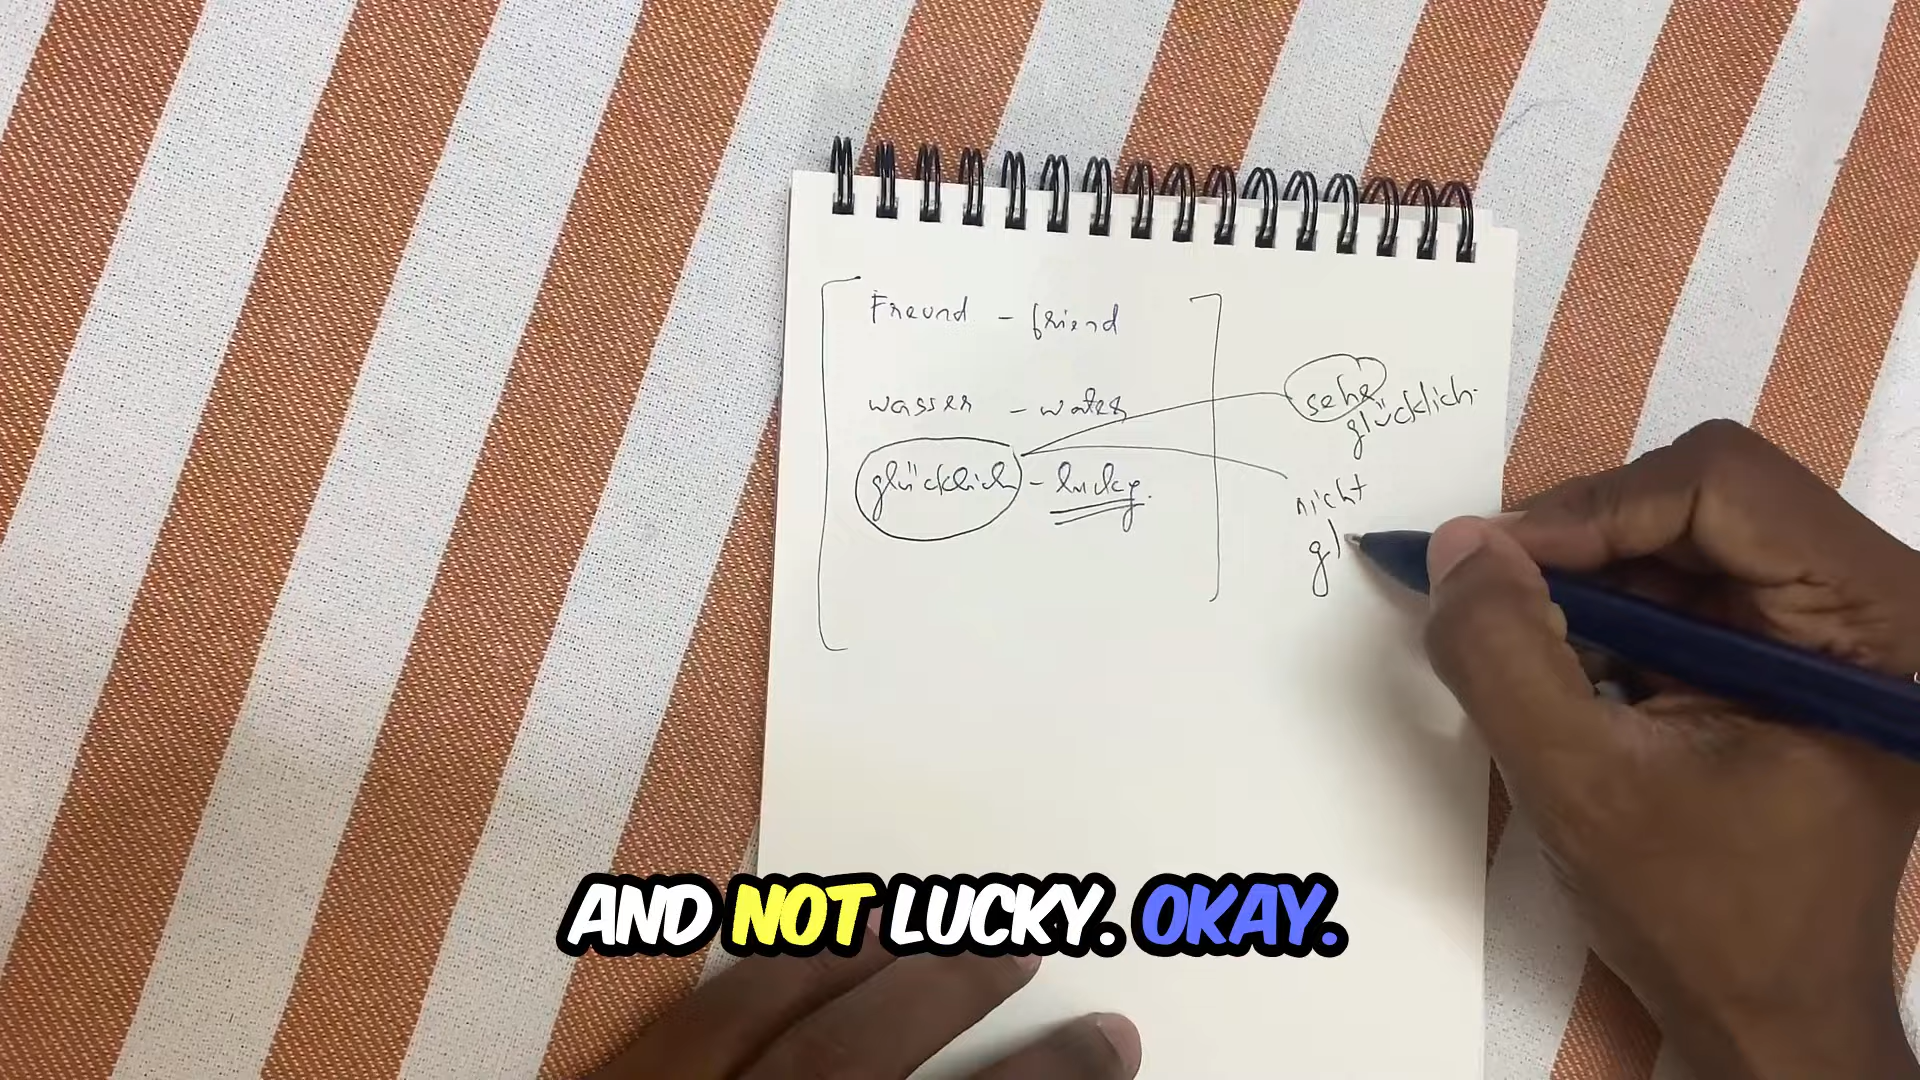 Freund - friend
wasser - water
glücklich - lucky.
sehr
glücklich.
nicht
gl
AND NOT LUCKY. OKAY.